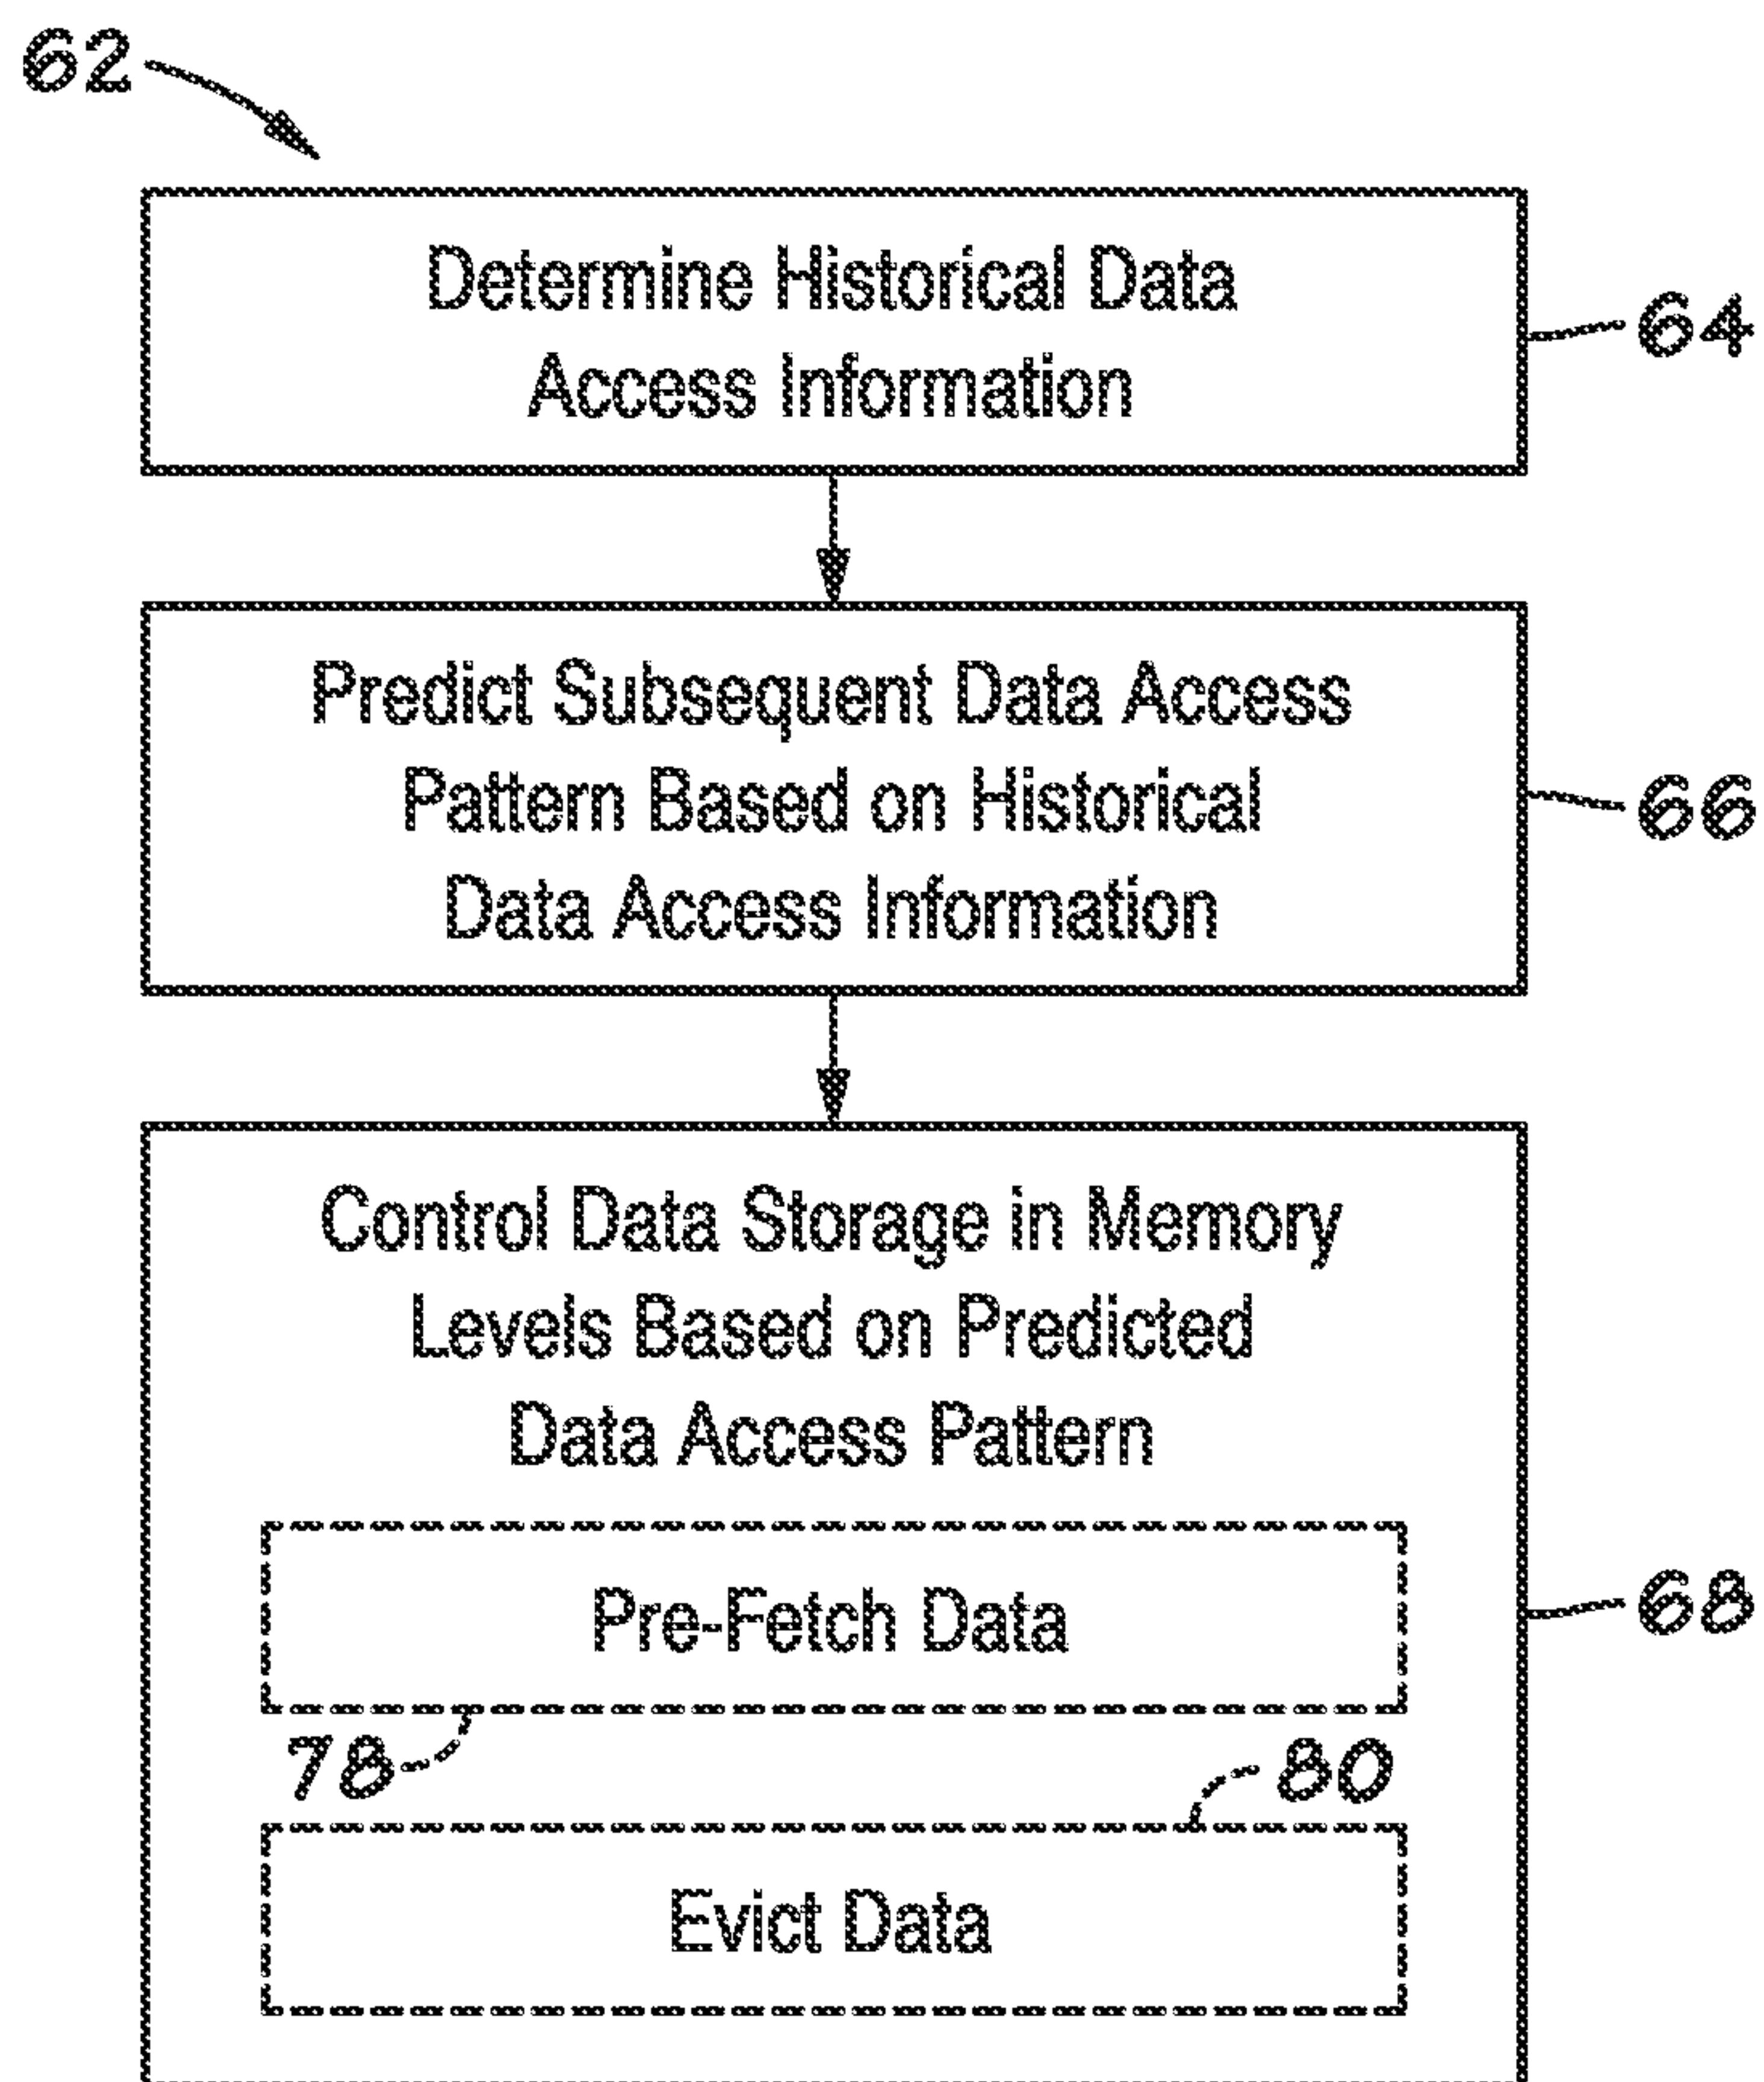 62
Determine Historical Data
Access Information
64
Predict Subsequent Data Access
Pattern Based on Historical
Data Access Information
66
Control Data Storage in Memory
Levels Based on Predicted
Data Access Pattern
Pre-Fetch Data
68
78
80
Evict Data